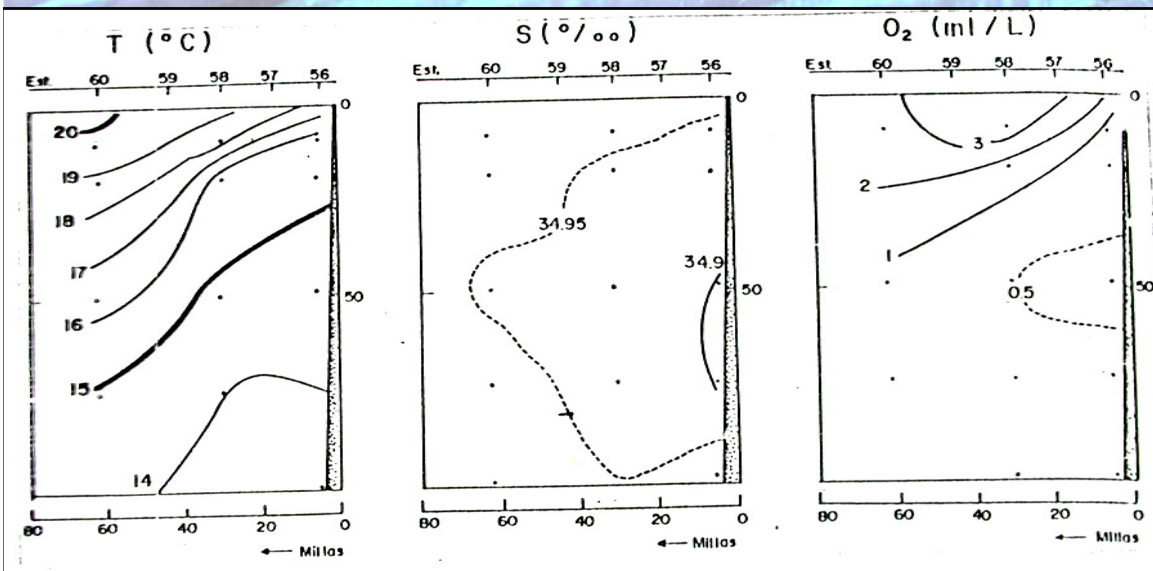 T (°C)
Est. 60 59 58 57 56
0
20
19
18
17
16
15
14
50
80 60 40 20 0
← Millas
S (°/oo)
Est. 60 59 58 57 56
0
34.95
34.9
50
80 60 40 20 0
← Millas
O₂ (ml / L)
Est 60 59 58 57 56
0
3
2
1
0.5
50
80 60 40 20 0
← Millas